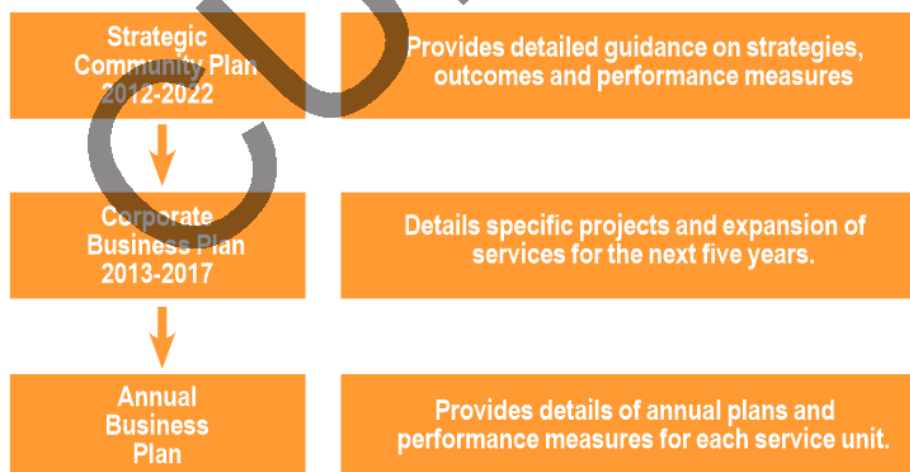 Strategic
Community Plan
2012-2022
Provides detailed guidance on strategies,
outcomes and performance measures
Corporate
Business Plan
2013-2017
Details specific projects and expansion of
services for the next five years.
Annual
Business
Plan
Provides details of annual plans and
performance measures for each service unit.